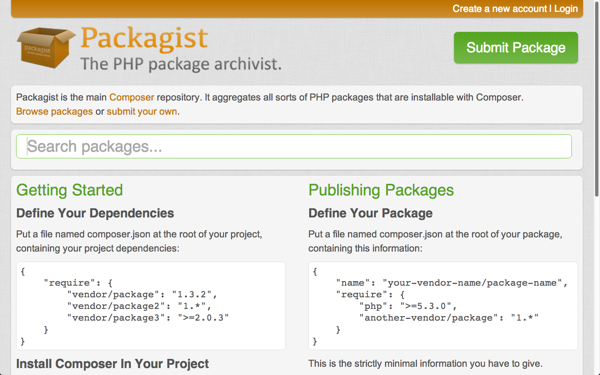 Create a new account | Login
Packagist
Packagist
The PHP package archivist.
Submit Package
Packagist is the main Composer repository. It aggregates all sorts of PHP packages that are installable with Composer.
Browse packages or submit your own.
Search packages...
Getting Started
Define Your Dependencies
Put a file named composer.json at the root of your project,
containing your project dependencies:
{
    "require": {
        "vendor/package": "1.3.2",
        "vendor/package2": "1.*",
        "vendor/package3": ">=2.0.3"
    }
}
Install Composer In Your Project
Publishing Packages
Define Your Package
Put a file named composer.json at the root of your package,
containing this information:
{
    "name": "your-vendor-name/package-name",
    "require": {
        "php": ">=5.3.0",
        "another-vendor/package": "1.*"
    }
}
This is the strictly minimal information you have to give.